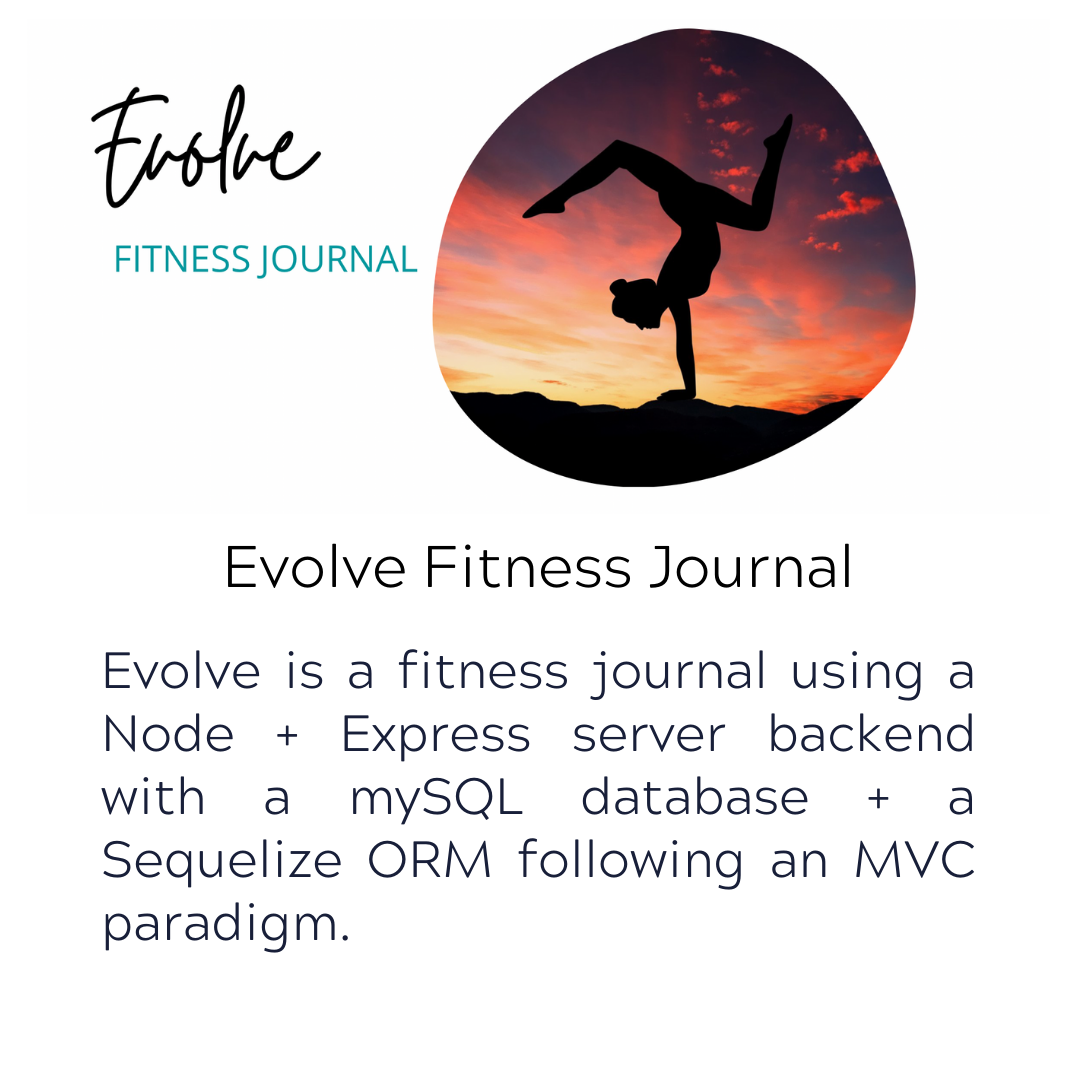 Evolve
FITNESS JOURNAL
Evolve Fitness Journal
Evolve is a fitness journal using a
Node + Express server backend
with a mySQL database + a
Sequelize ORM following an MVC
paradigm.